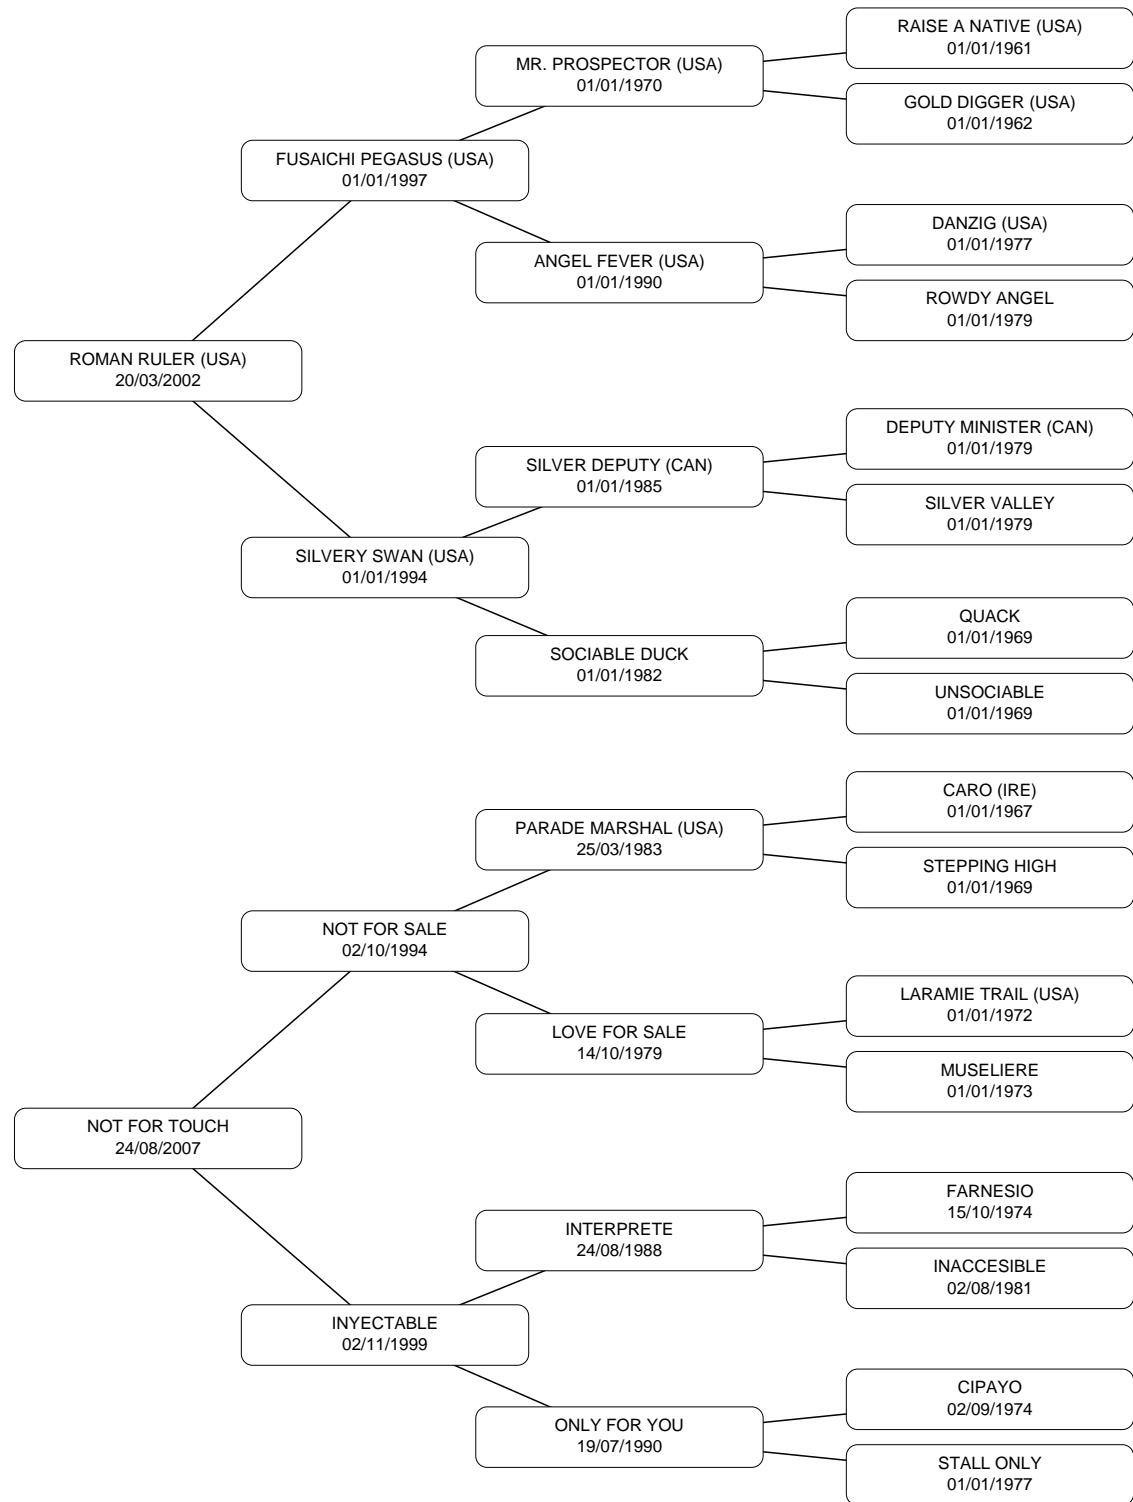 RAISE A NATIVE (USA)
01/01/1961
MR. PROSPECTOR (USA)
01/01/1970
GOLD DIGGER (USA)
01/01/1962
FUSAICHI PEGASUS (USA)
01/01/1997
DANZIG (USA)
01/01/1977
ANGEL FEVER (USA)
01/01/1990
ROWDY ANGEL
01/01/1979
ROMAN RULER (USA)
20/03/2002
DEPUTY MINISTER (CAN)
01/01/1979
SILVER DEPUTY (CAN)
01/01/1985
SILVER VALLEY
01/01/1979
SILVERY SWAN (USA)
01/01/1994
QUACK
01/01/1969
SOCIABLE DUCK
01/01/1982
UNSOCIABLE
01/01/1969
CARO (IRE)
01/01/1967
PARADE MARSHAL (USA)
25/03/1983
STEPPING HIGH
01/01/1969
NOT FOR SALE
02/10/1994
LARAMIE TRAIL (USA)
01/01/1972
LOVE FOR SALE
14/10/1979
MUSELIERE
01/01/1973
NOT FOR TOUCH
24/08/2007
FARNESIO
15/10/1974
INTERPRETE
24/08/1988
INACCESIBLE
02/08/1981
INYECTABLE
02/11/1999
CIPAYO
02/09/1974
ONLY FOR YOU
19/07/1990
STALL ONLY
01/01/1977